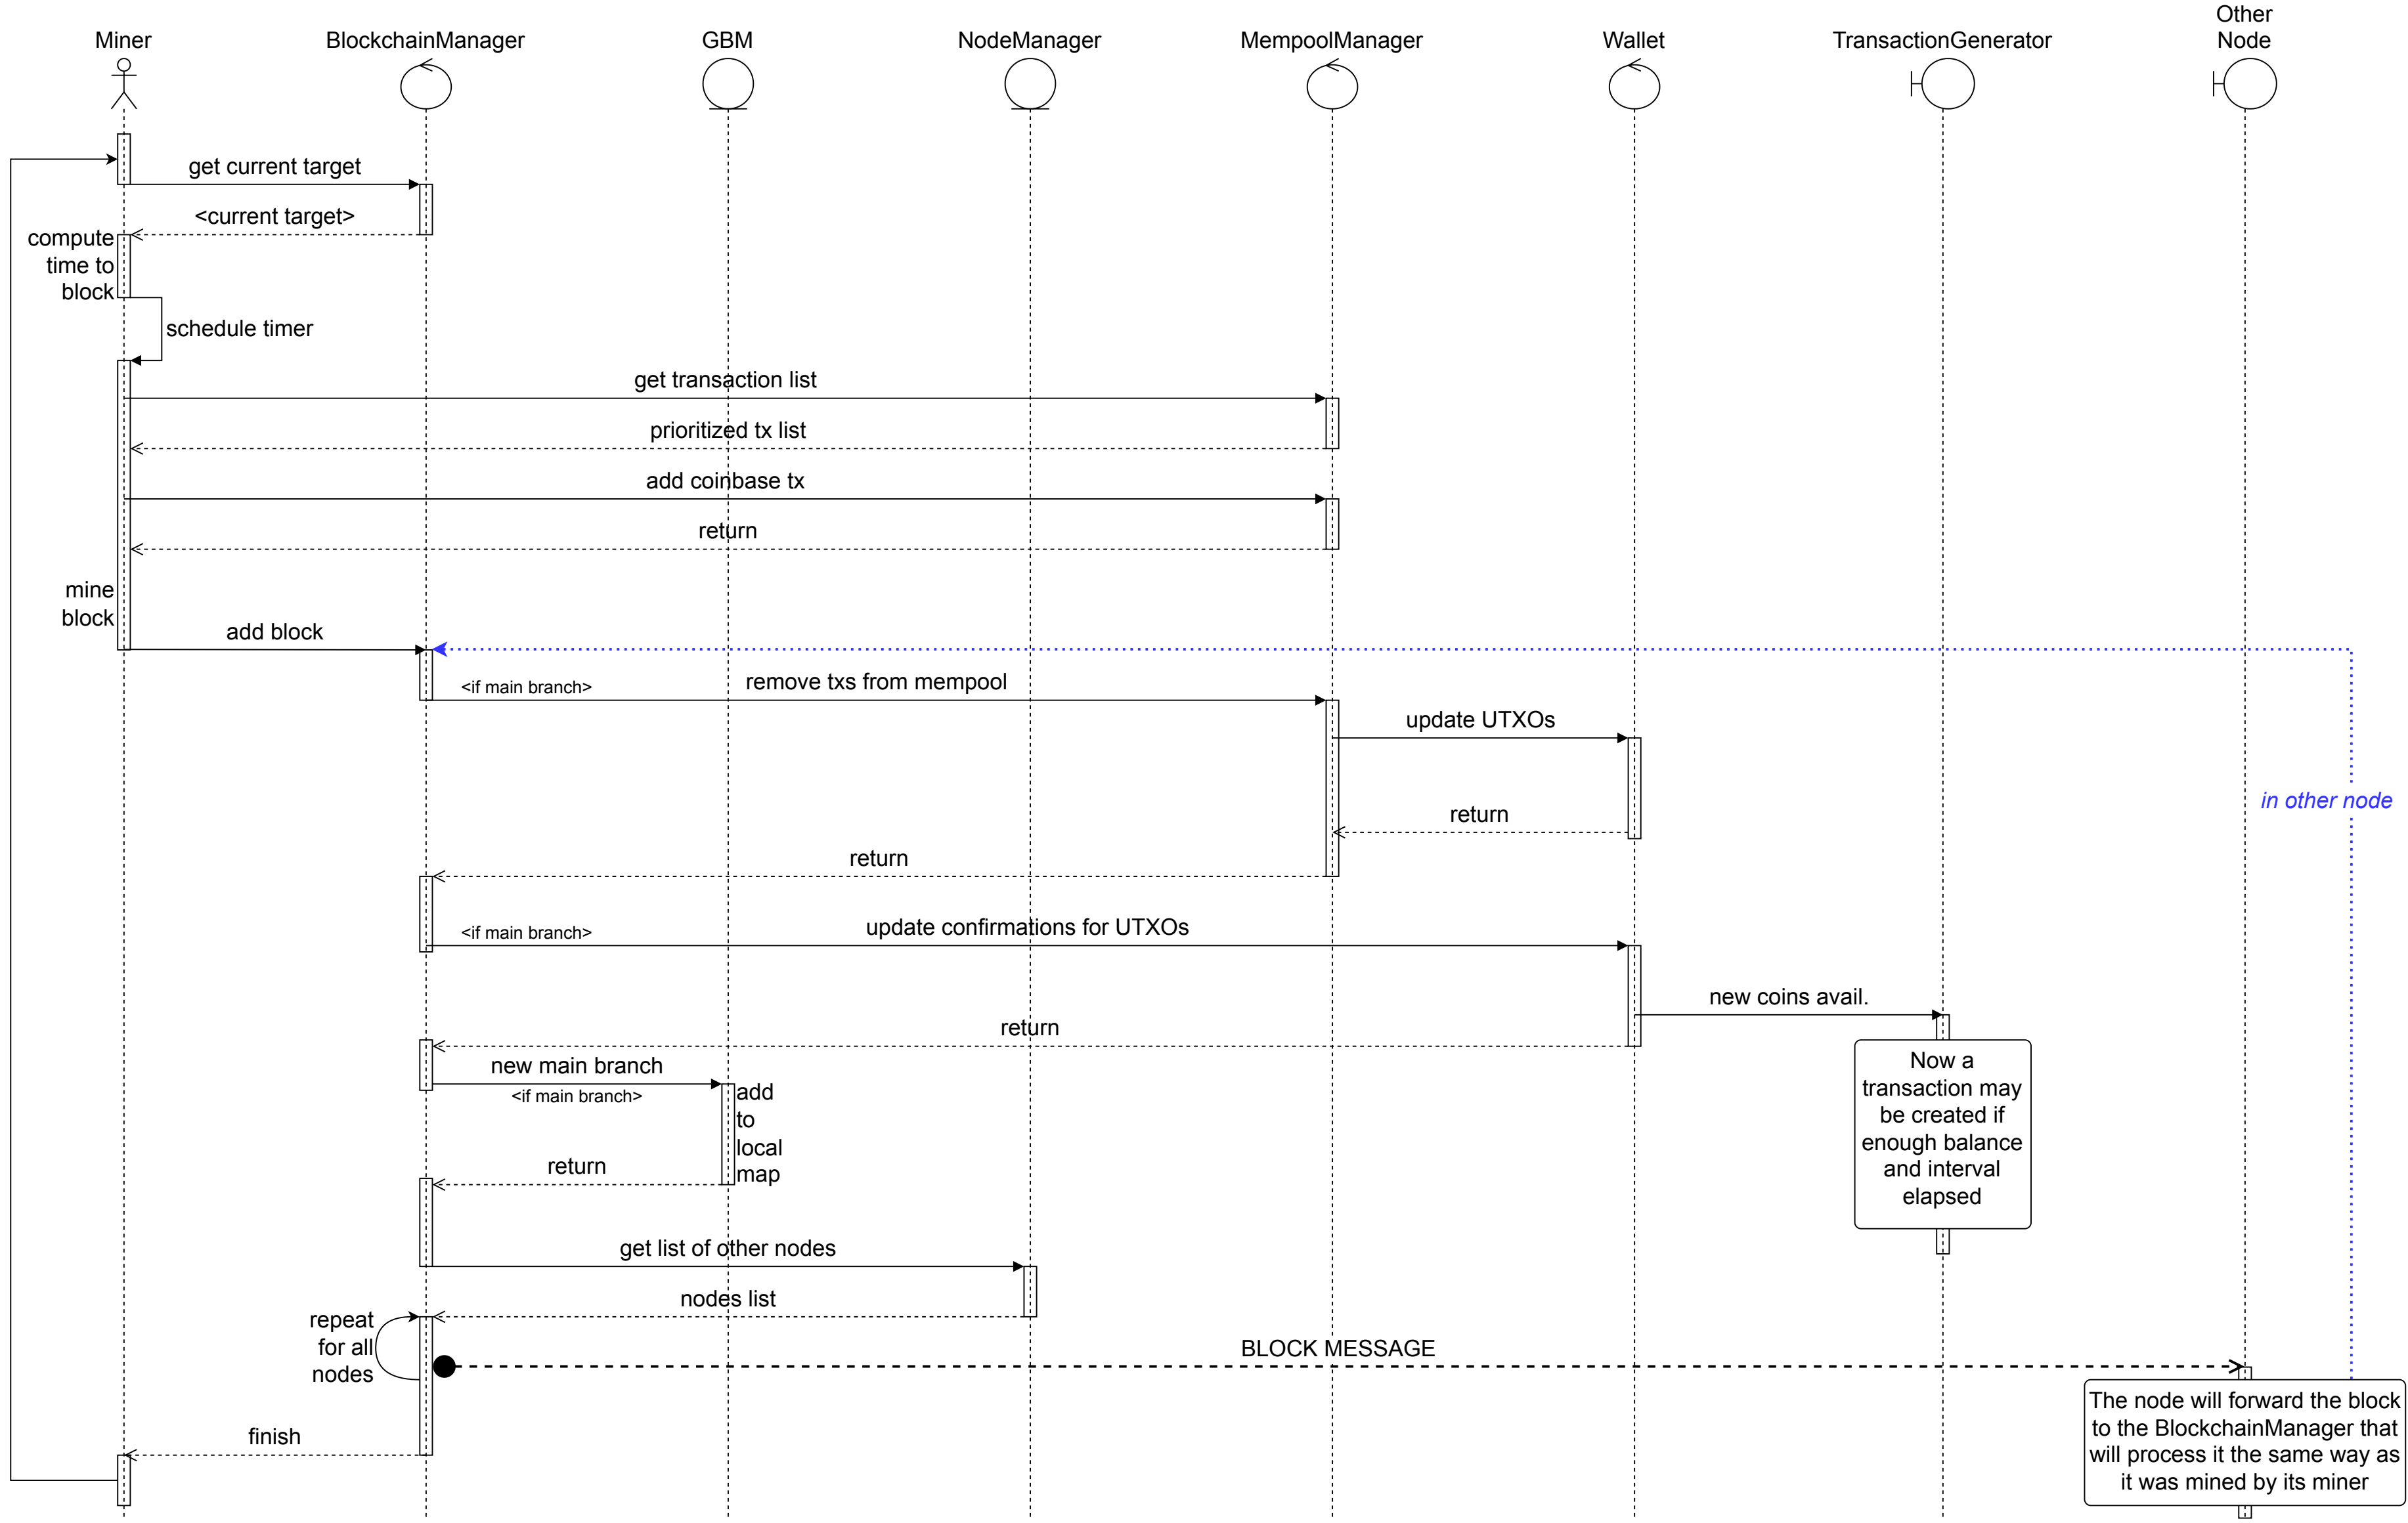 Miner
BlockchainManager
GBM
NodeManager
MempoolManager
Wallet
TransactionGenerator
Other
Node
get current target
<current target>
compute
time to
block
schedule timer
get transaction list
prioritized tx list
add coinbase tx
return
mine
block
add block
<if main branch>
remove txs from mempool
update UTXOs
in other node
return
return
<if main branch>
update confirmations for UTXOs
new coins avail.
return
new main branch
<if main branch>
add
to
local
map
Now a
transaction may
be created if
enough balance
and interval
elapsed
return
get list of other nodes
nodes list
repeat
for all
nodes
BLOCK MESSAGE
The node will forward the block
to the BlockchainManager that
will process it the same way as
it was mined by its miner
finish